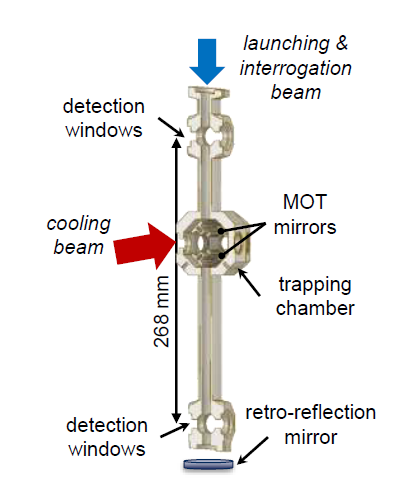 launching &
interrogation
beam
detection
windows
MOT
mirrors
cooling
beam
trapping
chamber
268 mm
retro-reflection
mirror
detection
windows